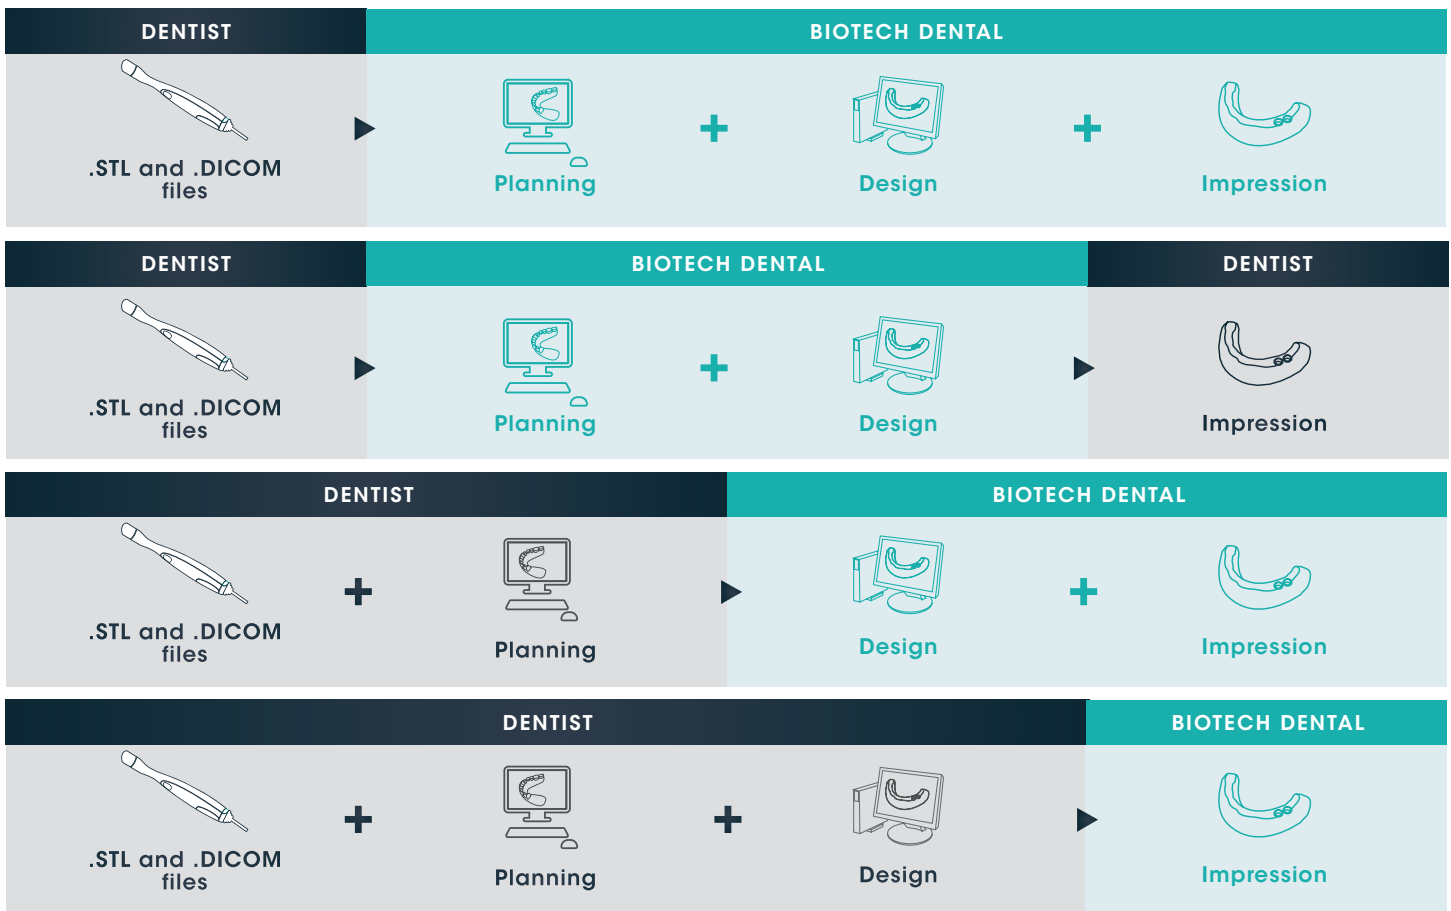 DENTIST
BIOTECH DENTAL
.STL and .DICOM
files
Planning
Design
Impression
DENTIST
BIOTECH DENTAL
DENTIST
.STL and .DICOM
files
Planning
Design
Impression
DENTIST
BIOTECH DENTAL
.STL and .DICOM
files
Planning
Design
Impression
DENTIST
BIOTECH DENTAL
.STL and .DICOM
files
Planning
Design
Impression